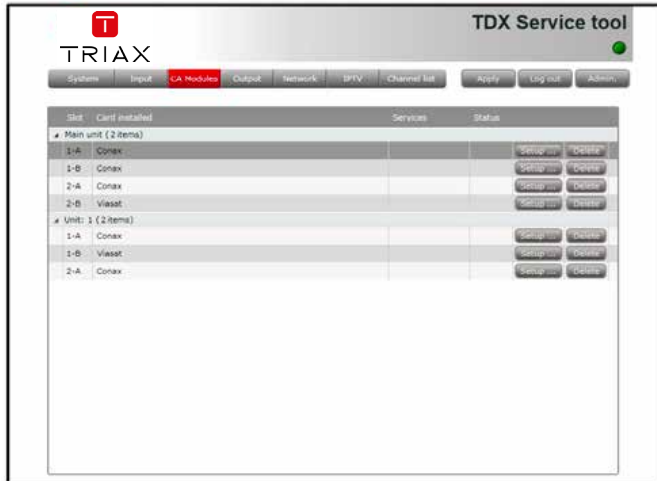 TRIAX
TDX Service tool
System Input CA Modules Output Network IPTV Channel list Apply Log out Admin.
Slot Card installed Services Status
Main unit (2 items)
1-A Conax Setup ... Delete
1-B Conax Setup ... Delete
2-A Conax Setup ... Delete
2-B Viasat Setup ... Delete
Unit: 1 (2 items)
1-A Conax Setup ... Delete
1-B Viasat Setup ... Delete
2-A Conax Setup ... Delete